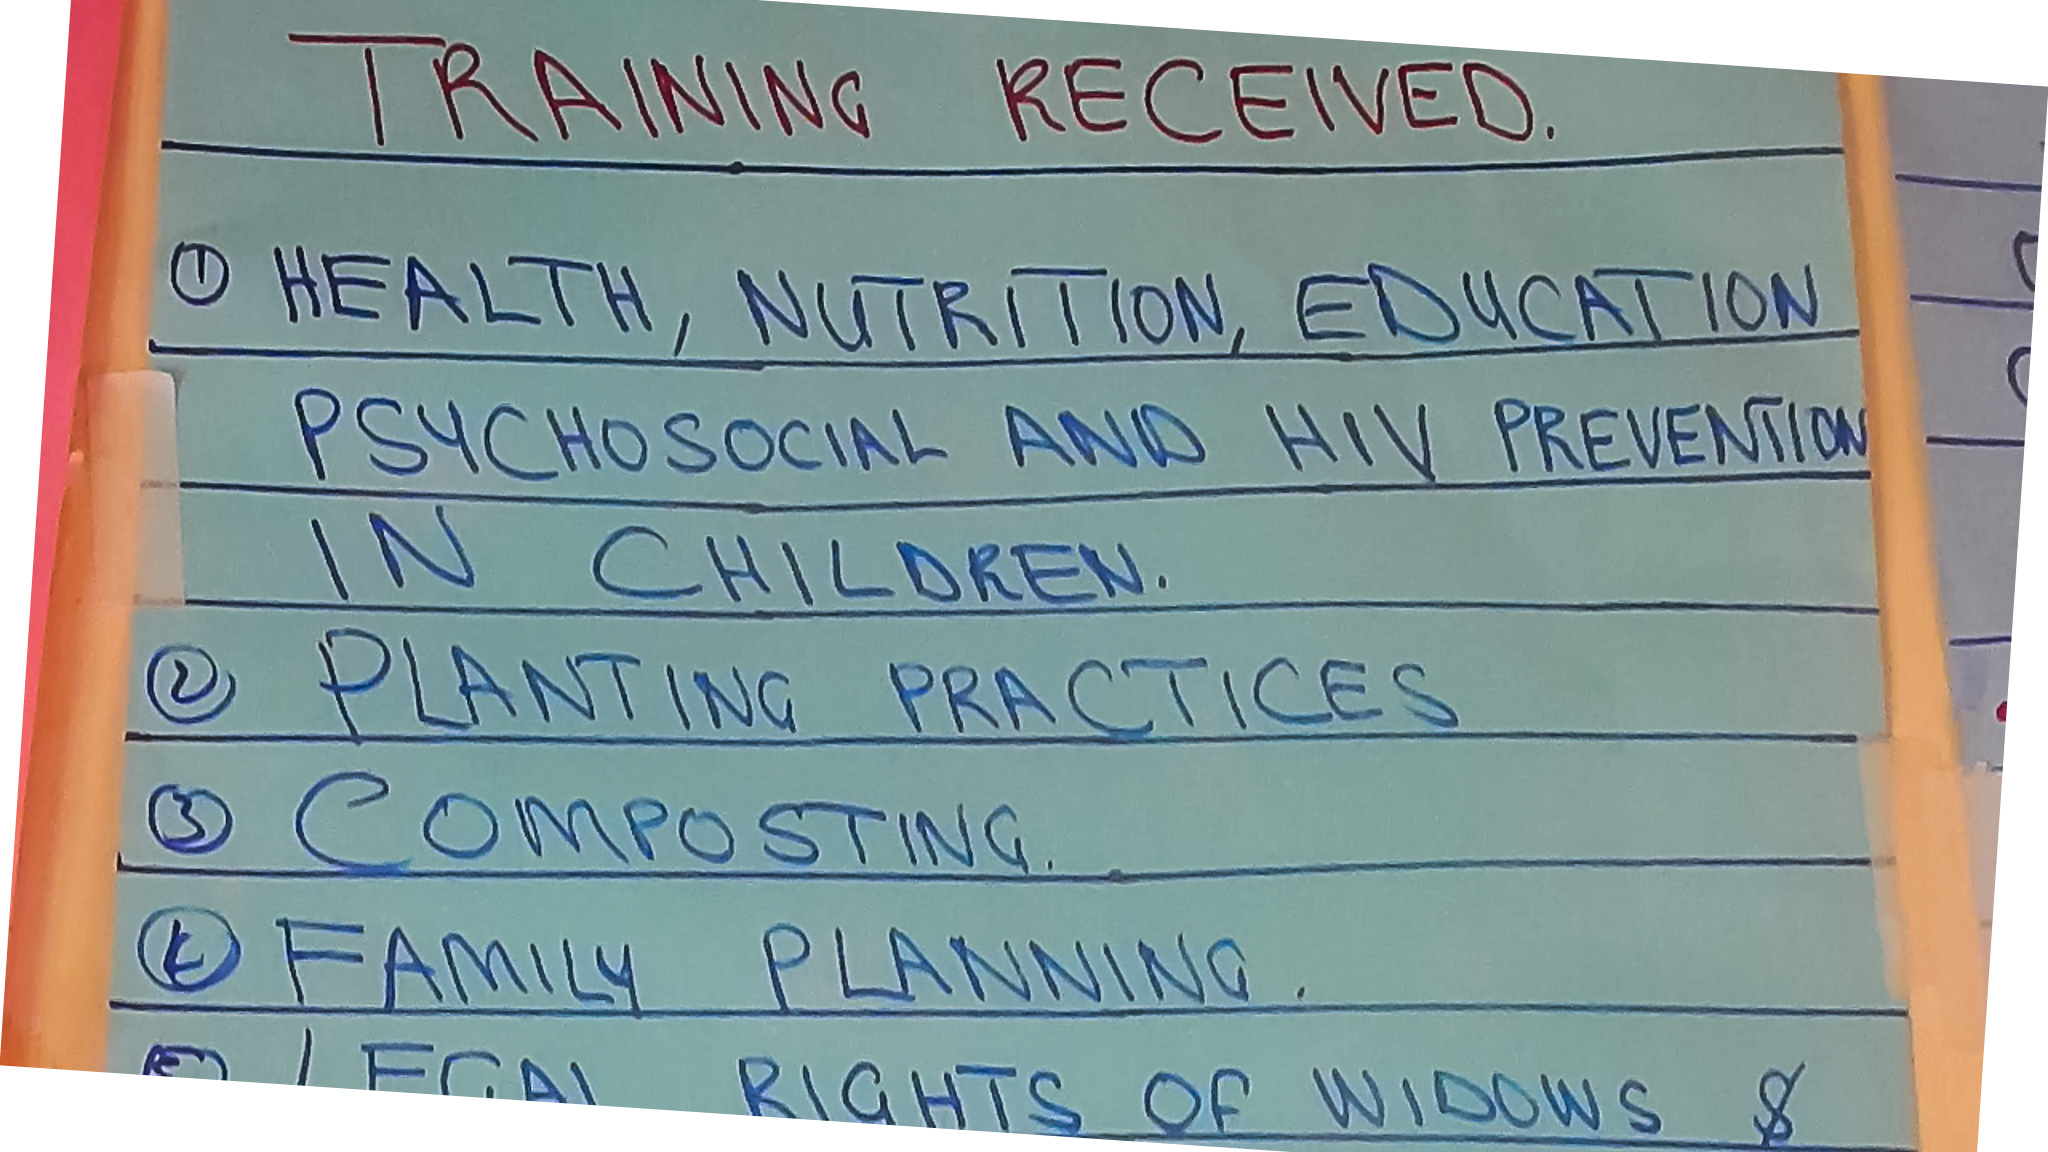 TRAINING RECEIVED.
① HEALTH, NUTRITION, EDUCATION
PSYCHOSOCIAL AND HIV PREVENTION
IN CHILDREN.
② PLANTING PRACTICES
③ COMPOSTING.
④ FAMILY PLANNING.
⑤ LEGAL RIGHTS OF WIDOWS &